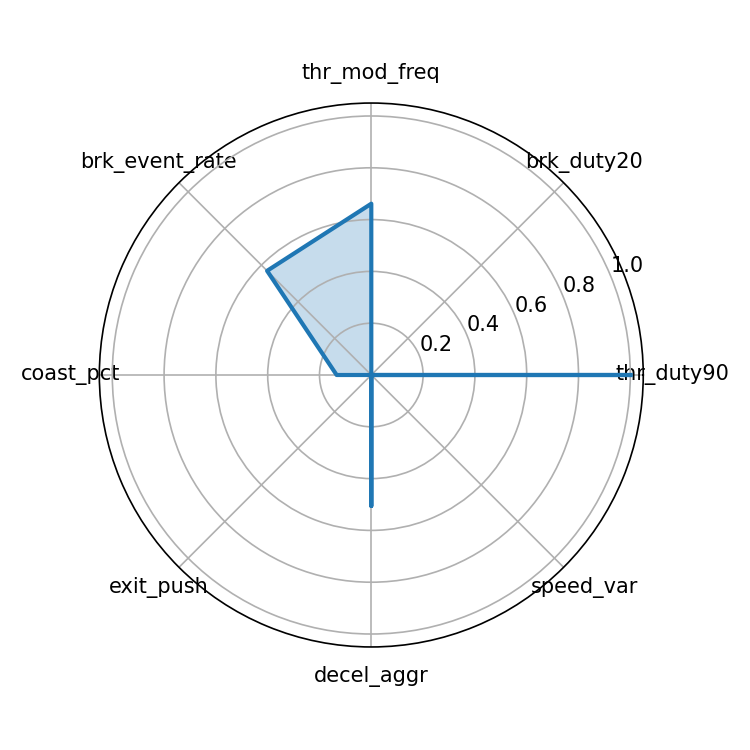 thr_mod_freq
brk_event_rate
brk_duty20
1.0
0.8
0.6
0.4
0.2
coast_pct
thr_duty90
exit_push
speed_var
decel_aggr